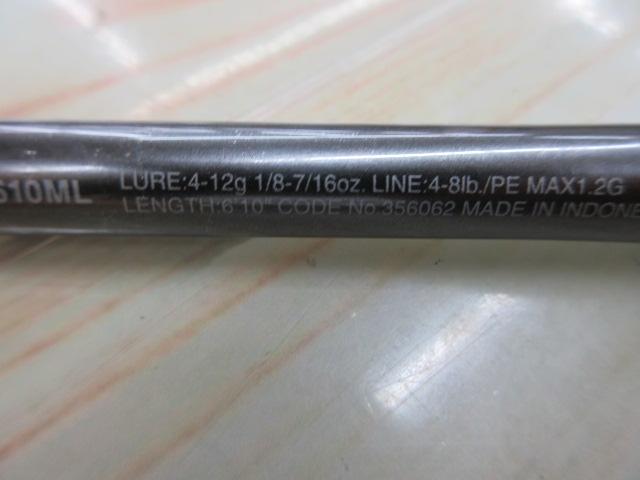 610ML LURE:4-12g 1/8-7/16oz. LINE:4-8lb./PE MAX1.2G
LENGTH:6'10" CODE No.356062 MADE IN INDONE